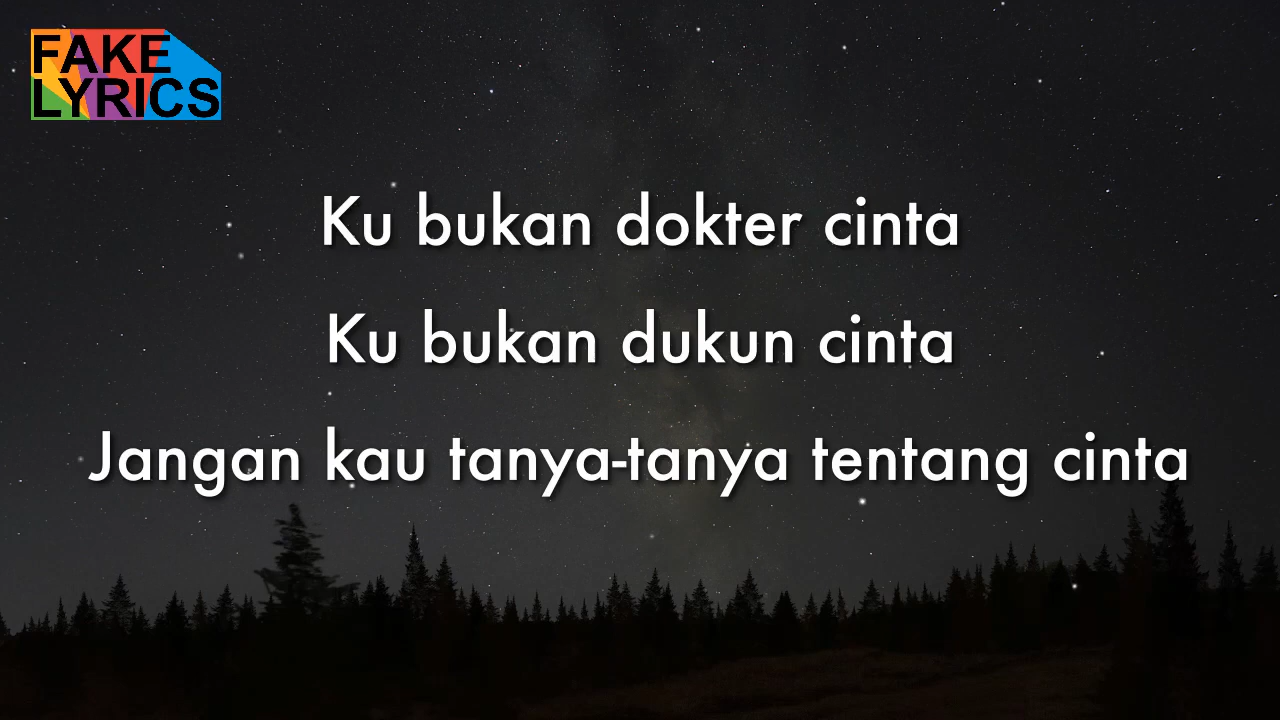 FAKE
LYRICS
Ku bukan dokter cinta
Ku bukan dukun cinta
Jangan kau tanya-tanya tentang cinta